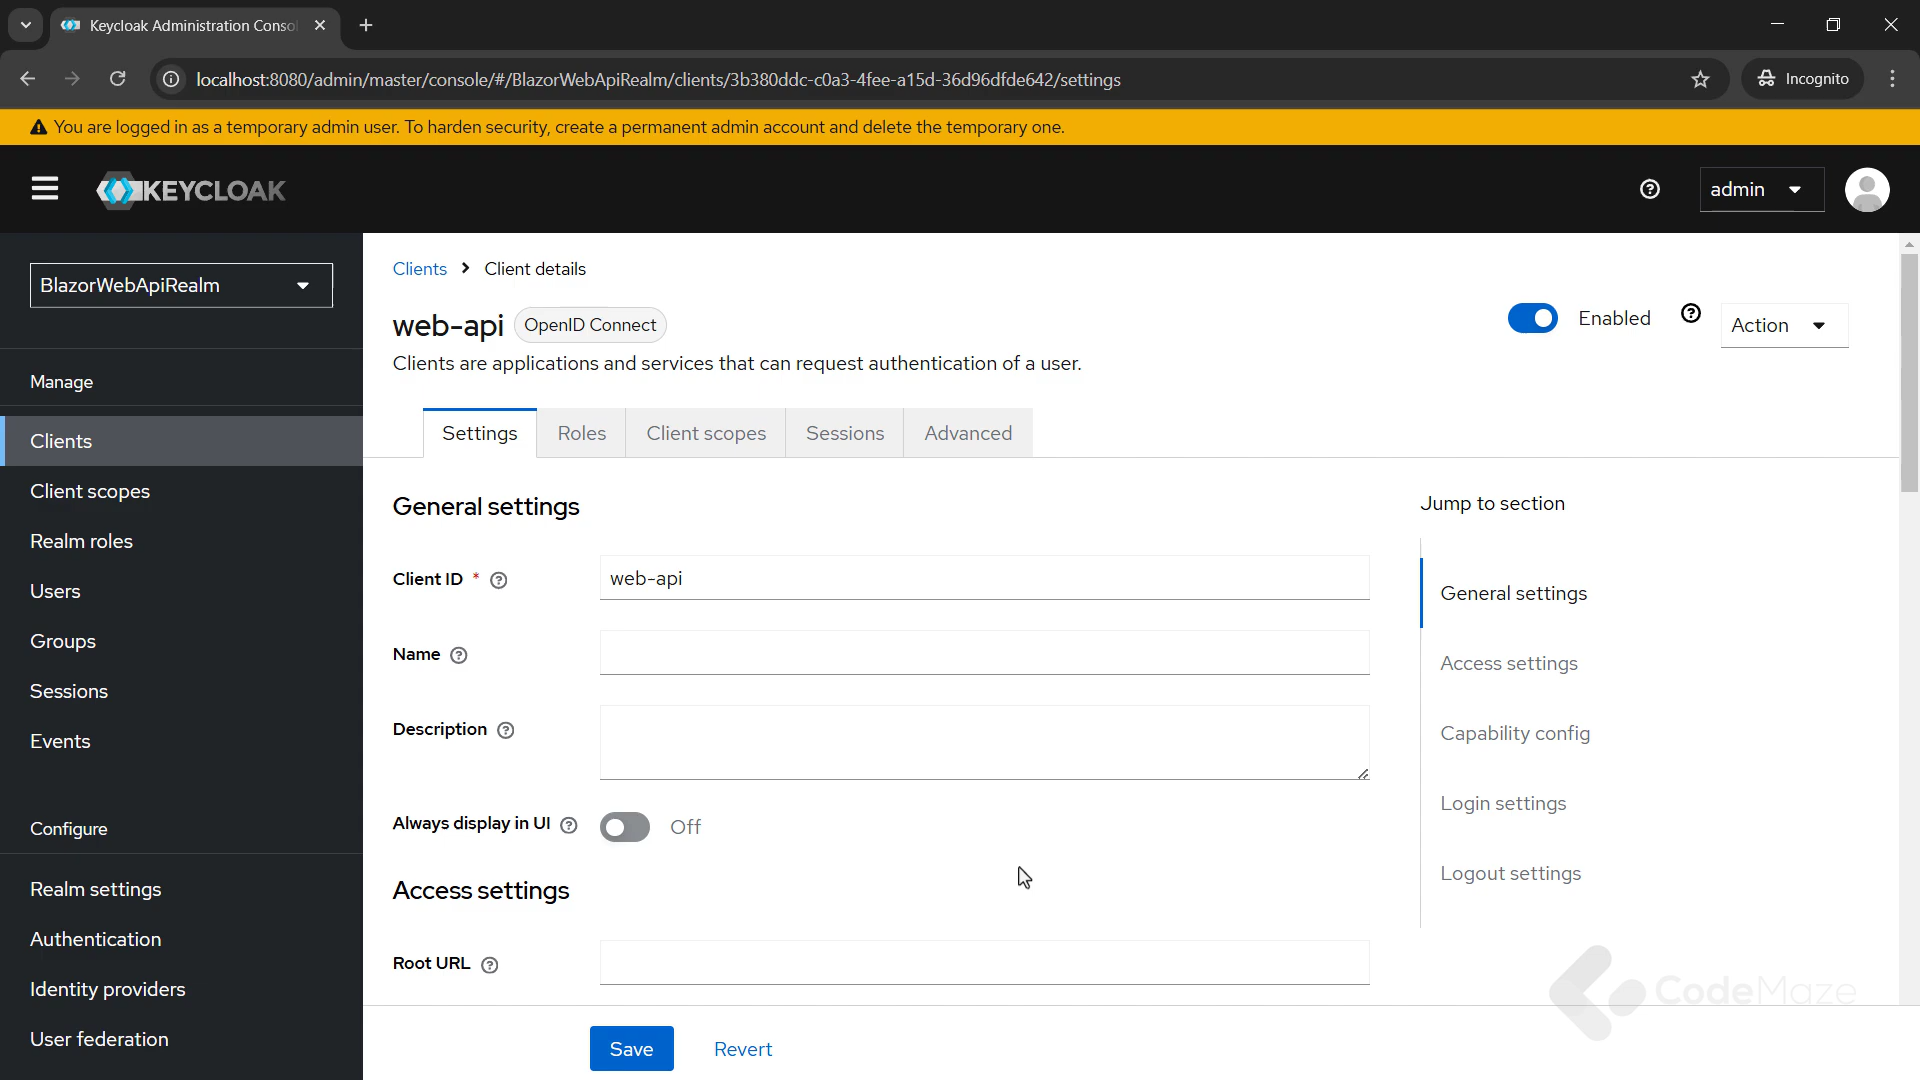 Keycloak Administration Conso
localhost:8080/admin/master/console/#/BlazorWebApiRealm/clients/3b380ddc-c0a3-4fee-a15d-36d96dfde642/settings
Incognito
You are logged in as a temporary admin user. To harden security, create a permanent admin account and delete the temporary one.
KEYCLOAK
admin
BlazorWebApiRealm
Manage
Clients
Client scopes
Realm roles
Users
Groups
Sessions
Events
Configure
Realm settings
Authentication
Identity providers
User federation
Clients > Client details
web-api OpenID Connect
Enabled
Action
Clients are applications and services that can request authentication of a user.
Settings Roles Client scopes Sessions Advanced
General settings
Client ID * web-api
Name
Description
Always display in UI Off
Access settings
Root URL
Save Revert
Jump to section
General settings
Access settings
Capability config
Login settings
Logout settings
CodeMaze